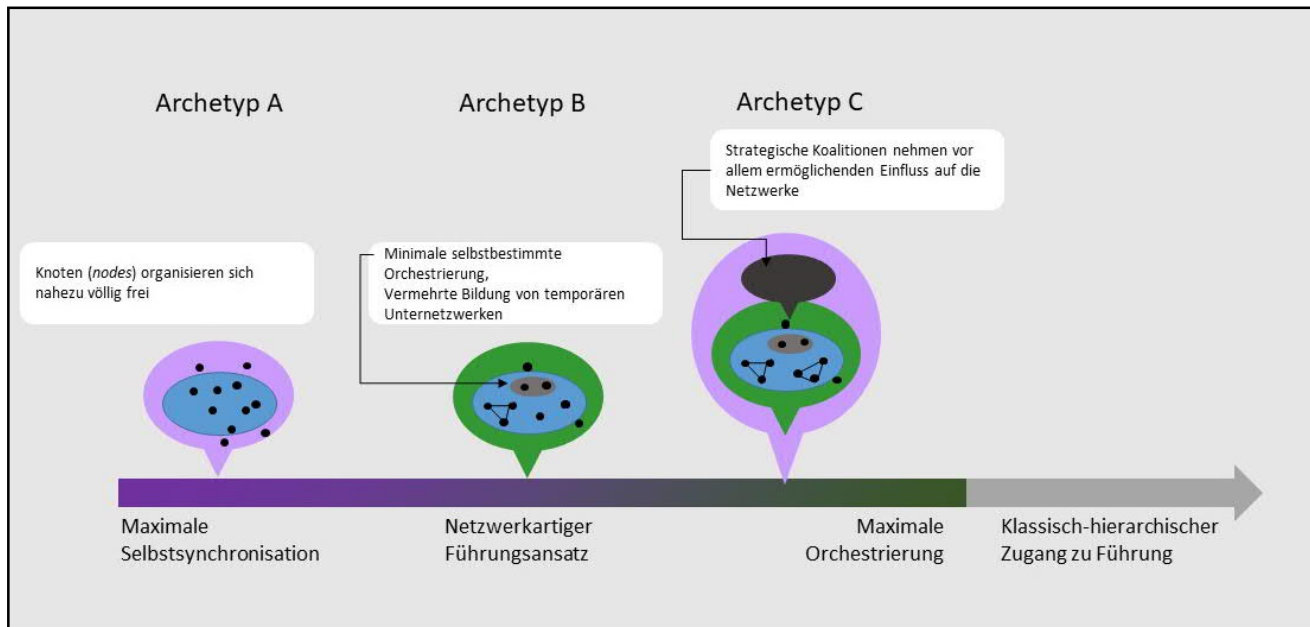 Archetyp A
Archetyp B
Archetyp C
Strategische Koalitionen nehmen vor
allem ermöglichenden Einfluss auf die
Netzwerke
Knoten (nodes) organisieren sich
nahezu völlig frei
Minimale selbstbestimmte
Orchestrierung,
Vermehrte Bildung von temporären
Unternetzwerken
Maximale
Selbstsynchronisation
Netzwerkartiger
Führungsansatz
Maximale
Orchestrierung
Klassisch-hierarchischer
Zugang zu Führung